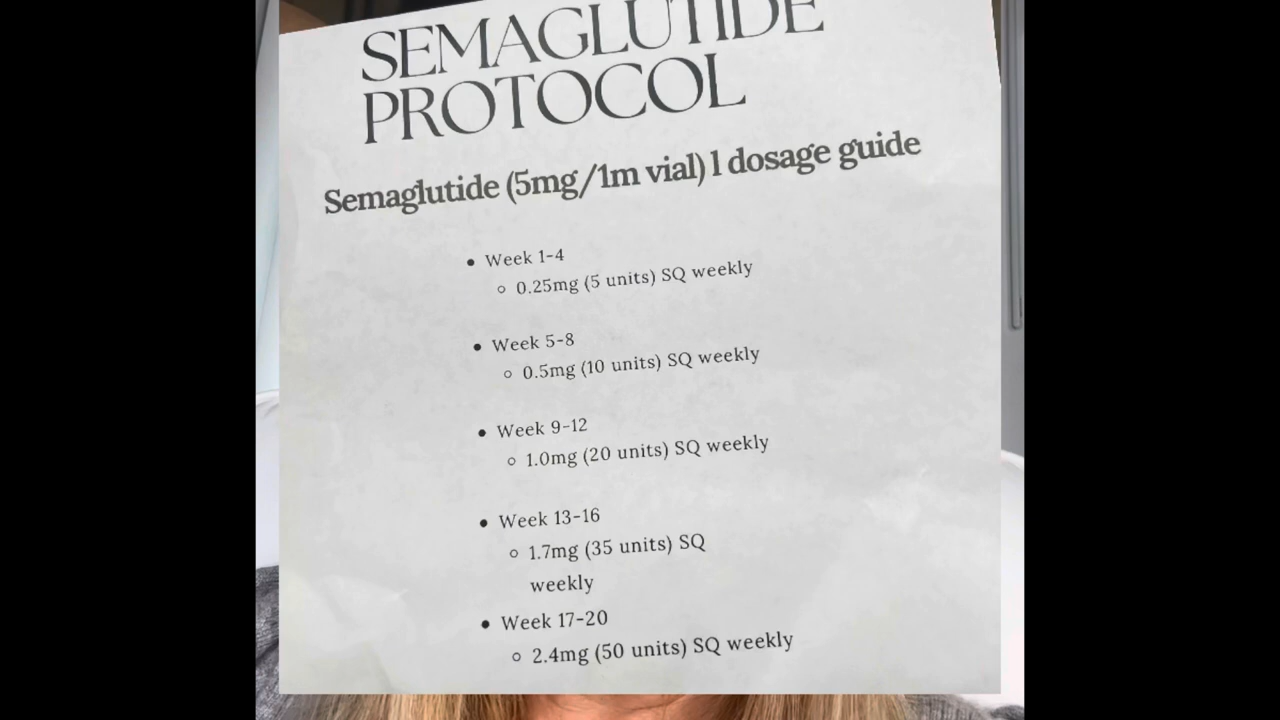 SEMAGLUTIDE
PROTOCOL
Semaglutide (5mg/1m vial) l dosage guide
• Week 1-4
○ 0.25mg (5 units) SQ weekly
• Week 5-8
○ 0.5mg (10 units) SQ weekly
• Week 9-12
○ 1.0mg (20 units) SQ weekly
• Week 13-16
○ 1.7mg (35 units) SQ
weekly
• Week 17-20
○ 2.4mg (50 units) SQ weekly